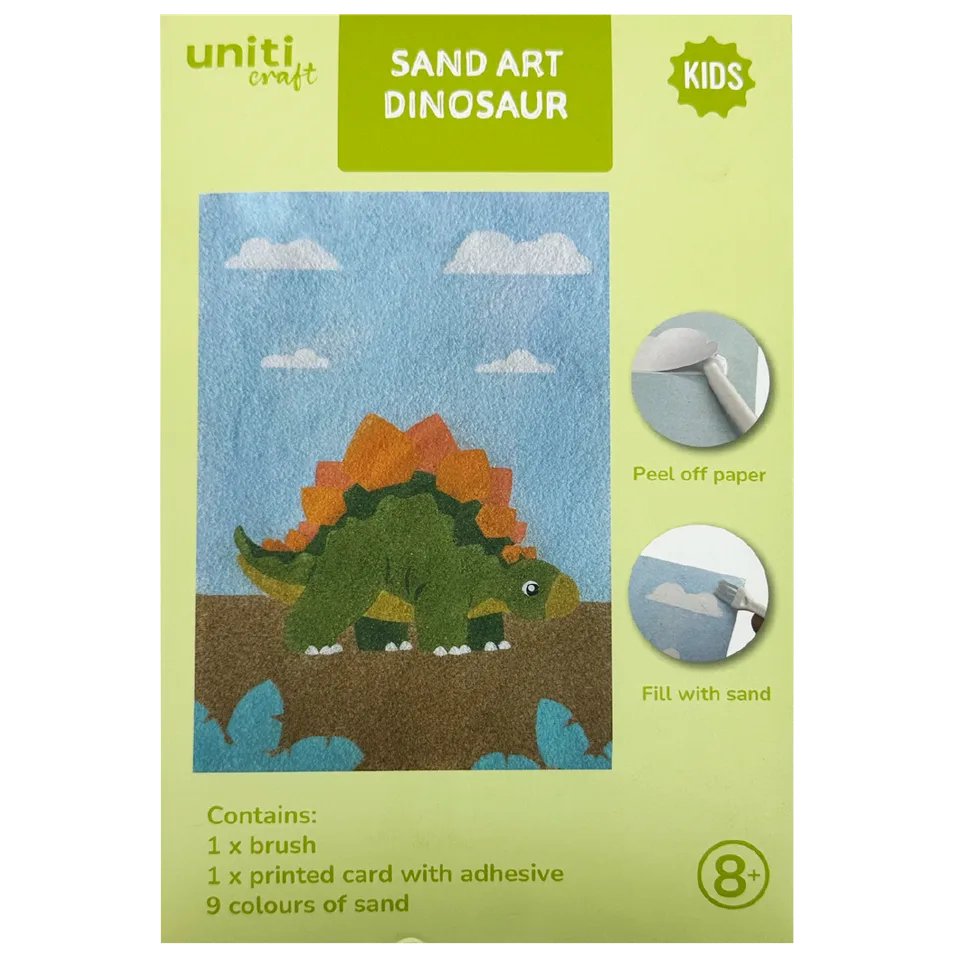 uniti
craft
SAND ART
DINOSAUR
KIDS
Peel off paper
Fill with sand
Contains:
1 x brush
1 x printed card with adhesive
9 colours of sand
8+